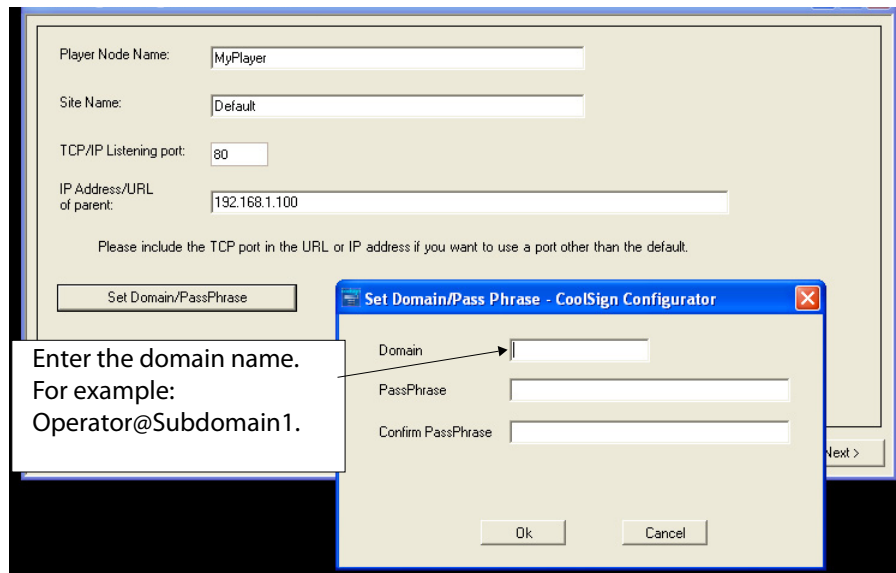 Player Node Name:
MyPlayer
Site Name:
Default
TCP/IP Listening port:
80
IP Address/URL
of parent:
192.168.1.100
Please include the TCP port in the URL or IP address if you want to use a port other than the default.
Set Domain/PassPhrase
Set Domain/Pass Phrase - CoolSign Configurator
Enter the domain name.
For example:
Operator@Subdomain1.
Domain
PassPhrase
Confirm PassPhrase
Next >
Ok
Cancel